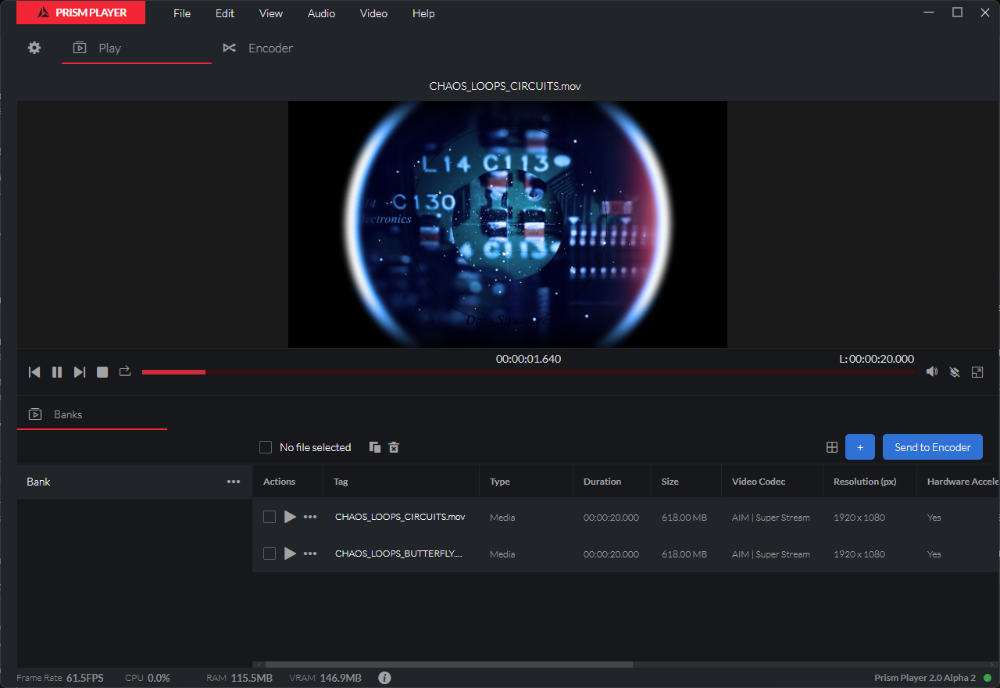 PRISM PLAYER File Edit View Audio Video Help
Play Encoder
CHAOS_LOOPS_CIRCUITS.mov
L14 C113
C130
14
ectronics
4 C113
00:00:01.640 L: 00:00:20.000
Banks
No file selected + Send to Encoder
Bank ••• Actions Tag Type Duration Size Video Codec Resolution (px) Hardware Accele
••• CHAOS_LOOPS_CIRCUITS.mov Media 00:00:20.000 618.00 MB AIM | Super Stream 1920 x 1080 Yes
••• CHAOS_LOOPS_BUTTERFLY.... Media 00:00:20.000 618.00 MB AIM | Super Stream 1920 x 1080 Yes
Frame Rate 61.5FPS CPU 0.0% RAM 115.5MB VRAM 146.9MB i Prism Player 2.0 Alpha 2